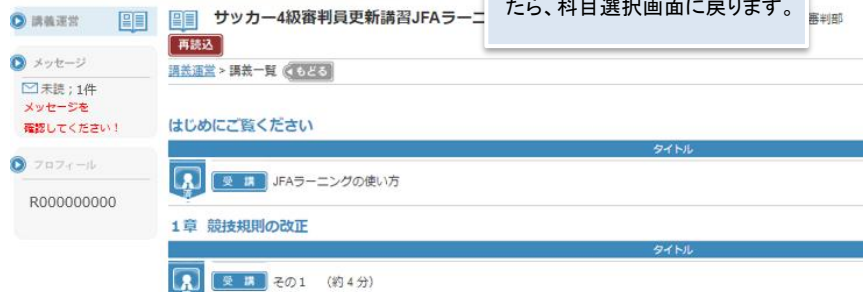 講義運営
サッカー4級審判員更新講習JFAラーニ
たら、科目選択画面に戻ります。
審判部
再読込
講義運営 > 講義一覧 もどる
メッセージ
未読；1件
メッセージを
確認してください！
はじめにご覧ください
タイトル
プロフィール
受 講 JFAラーニングの使い方
R000000000
1章 競技規則の改正
タイトル
受 講 その1 （約4分）